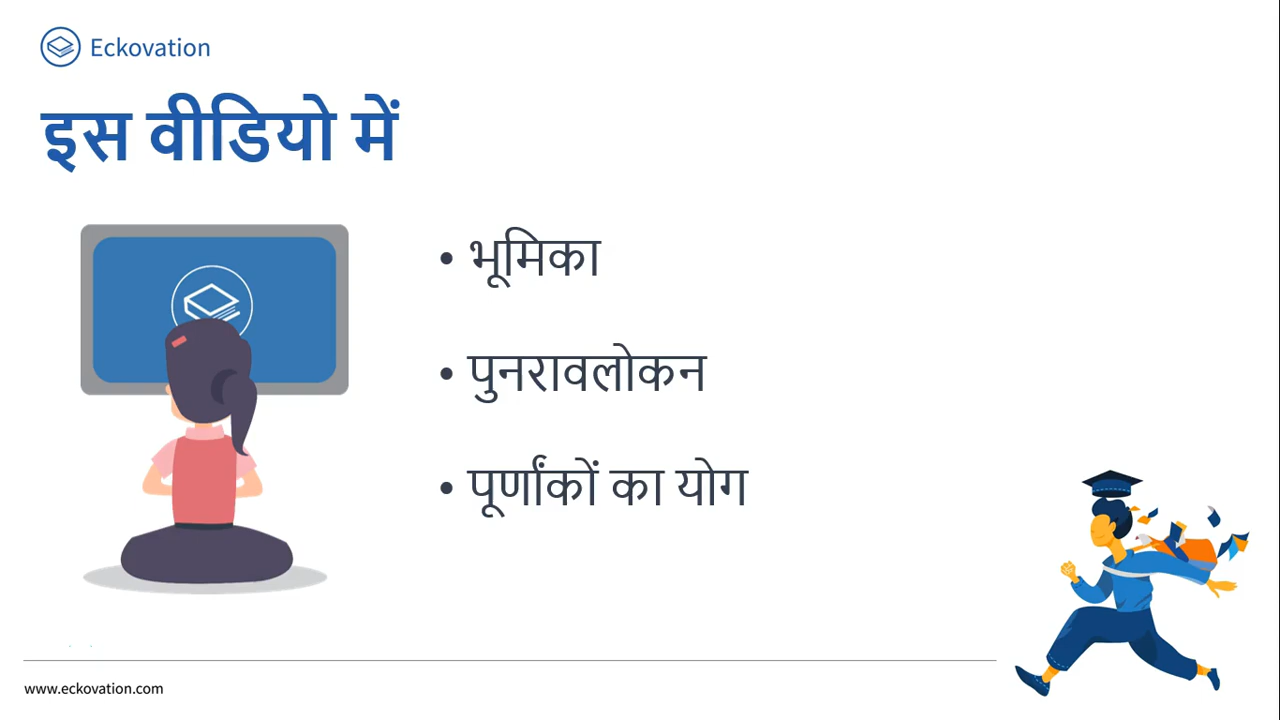 Eckovation
इस वीडियो में
• भूमिका
• पुनरावलोकन
• पूर्णांकों का योग
www.eckovation.com